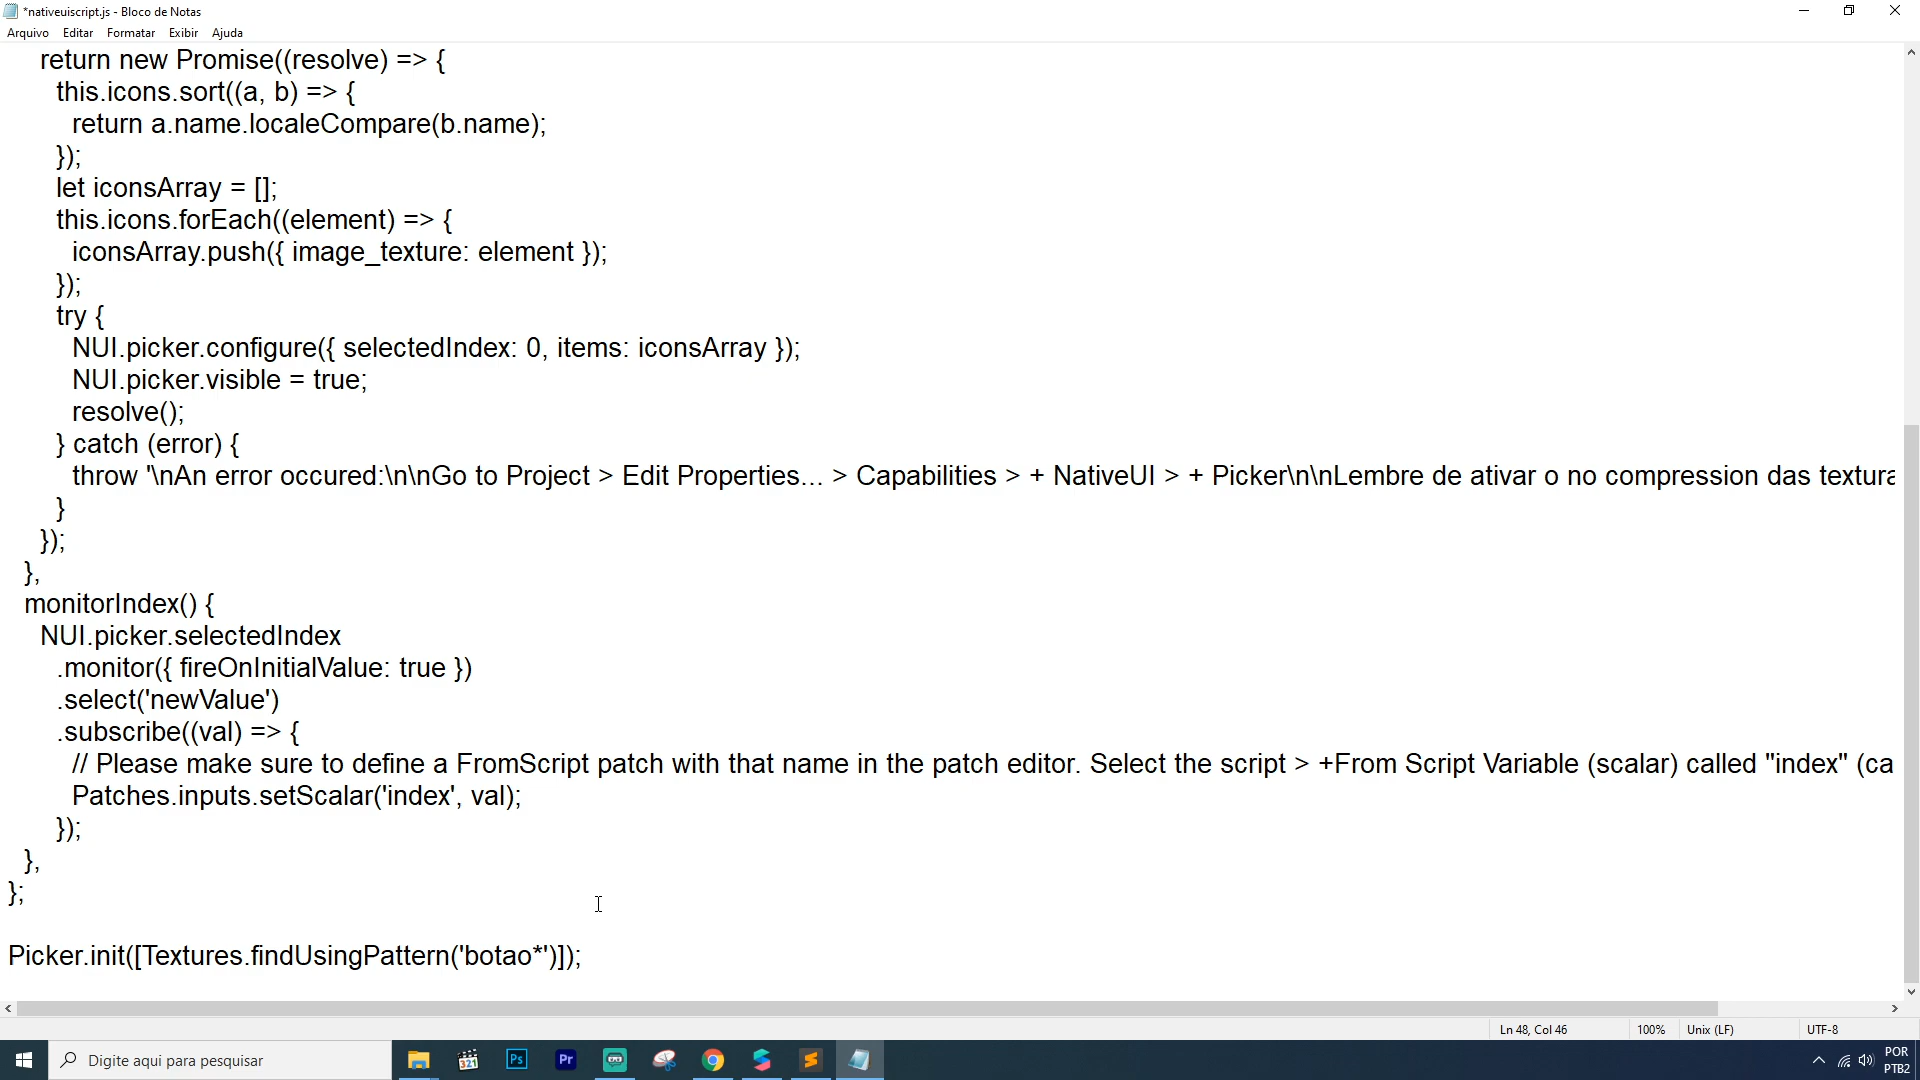 *nativeuiscript.js - Bloco de Notas
Arquivo Editar Formatar Exibir Ajuda
return new Promise((resolve) => {
this.icons.sort((a, b) => {
return a.name.localeCompare(b.name);
});
let iconsArray = [];
this.icons.forEach((element) => {
iconsArray.push({ image_texture: element });
});
try {
NUI.picker.configure({ selectedIndex: 0, items: iconsArray });
NUI.picker.visible = true;
resolve();
} catch (error) {
throw '\nAn error occured:\n\nGo to Project > Edit Properties... > Capabilities > + NativeUI > + Picker\n\nLembre de ativar o no compression das textura
}
});
},
monitorIndex() {
NUI.picker.selectedIndex
.monitor({ fireOnInitialValue: true })
.select('newValue')
.subscribe((val) => {
// Please make sure to define a FromScript patch with that name in the patch editor. Select the script > +From Script Variable (scalar) called "index" (ca
Patches.inputs.setScalar('index', val);
});
},
};
Picker.init([Textures.findUsingPattern('botao*')]);
Ln 48, Col 46 100% Unix (LF) UTF-8
Digite aqui para pesquisar
321
Ps
Pr
POR
PTB2